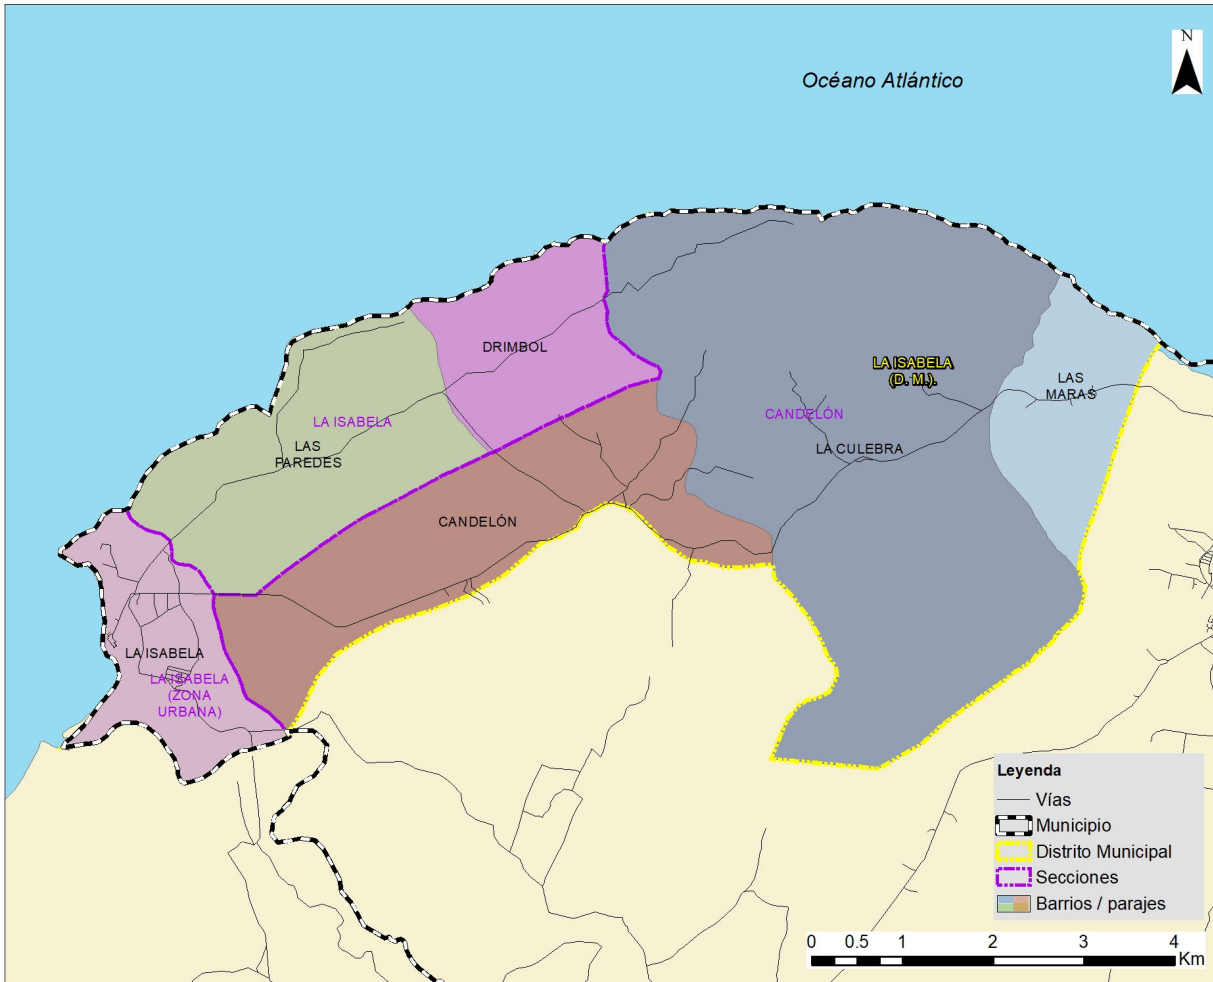 N
Océano Atlántico
DRIMBOL
LA ISABELA
(D. M.).
LAS
MARAS
LA ISABELA
CANDELÓN
LAS
PAREDES
LA CULEBRA
CANDELÓN
LA ISABELA
LA ISABELA
(ZONA
URBANA)
Leyenda
Vías
Municipio
Distrito Municipal
Secciones
Barrios / parajes
0 0.5 1 2 3 4
Km